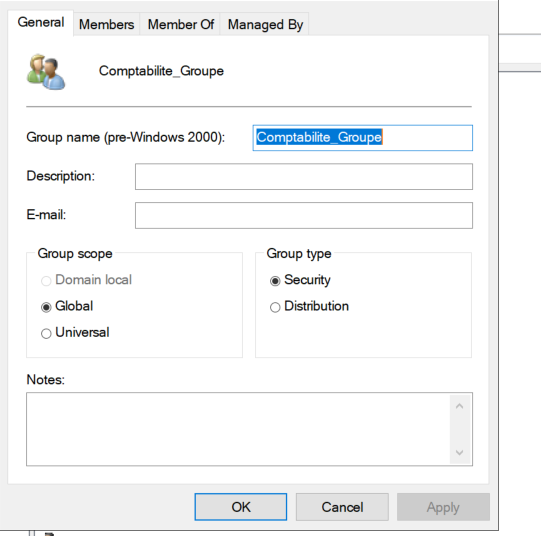 General Members Member Of Managed By
Comptabilite_Groupe
Group name (pre-Windows 2000): Comptabilite_Groupe
Description:
E-mail:
Group scope Group type
Domain local Security
Global Distribution
Universal
Notes:
OK Cancel Apply